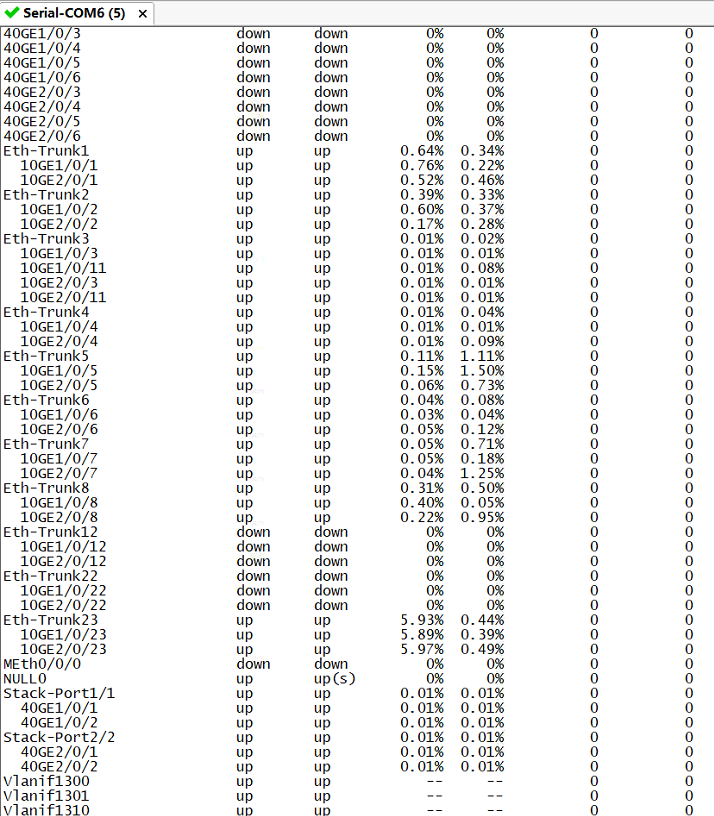 Serial-COM6 (5) ×
40GE1/0/3 down down 0% 0% 0 0
40GE1/0/4 down down 0% 0% 0 0
40GE1/0/5 down down 0% 0% 0 0
40GE1/0/6 down down 0% 0% 0 0
40GE2/0/3 down down 0% 0% 0 0
40GE2/0/4 down down 0% 0% 0 0
40GE2/0/5 down down 0% 0% 0 0
40GE2/0/6 down down 0% 0% 0 0
Eth-Trunk1 up up 0.64% 0.34% 0 0
10GE1/0/1 up up 0.76% 0.22% 0 0
10GE2/0/1 up up 0.52% 0.46% 0 0
Eth-Trunk2 up up 0.39% 0.33% 0 0
10GE1/0/2 up up 0.60% 0.37% 0 0
10GE2/0/2 up up 0.17% 0.28% 0 0
Eth-Trunk3 up up 0.01% 0.02% 0 0
10GE1/0/3 up up 0.01% 0.01% 0 0
10GE1/0/11 up up 0.01% 0.08% 0 0
10GE2/0/3 up up 0.01% 0.01% 0 0
10GE2/0/11 up up 0.01% 0.01% 0 0
Eth-Trunk4 up up 0.01% 0.04% 0 0
10GE1/0/4 up up 0.01% 0.01% 0 0
10GE2/0/4 up up 0.01% 0.09% 0 0
Eth-Trunk5 up up 0.11% 1.11% 0 0
10GE1/0/5 up up 0.15% 1.50% 0 0
10GE2/0/5 up up 0.06% 0.73% 0 0
Eth-Trunk6 up up 0.04% 0.08% 0 0
10GE1/0/6 up up 0.03% 0.04% 0 0
10GE2/0/6 up up 0.05% 0.12% 0 0
Eth-Trunk7 up up 0.05% 0.71% 0 0
10GE1/0/7 up up 0.05% 0.18% 0 0
10GE2/0/7 up up 0.04% 1.25% 0 0
Eth-Trunk8 up up 0.31% 0.50% 0 0
10GE1/0/8 up up 0.40% 0.05% 0 0
10GE2/0/8 up up 0.22% 0.95% 0 0
Eth-Trunk12 down down 0% 0% 0 0
10GE1/0/12 down down 0% 0% 0 0
10GE2/0/12 down down 0% 0% 0 0
Eth-Trunk22 down down 0% 0% 0 0
10GE1/0/22 down down 0% 0% 0 0
10GE2/0/22 down down 0% 0% 0 0
Eth-Trunk23 up up 5.93% 0.44% 0 0
10GE1/0/23 up up 5.89% 0.39% 0 0
10GE2/0/23 up up 5.97% 0.49% 0 0
MEth0/0/0 down down 0% 0% 0 0
NULL0 up up(s) 0% 0% 0 0
Stack-Port1/1 up up 0.01% 0.01% 0 0
40GE1/0/1 up up 0.01% 0.01% 0 0
40GE1/0/2 up up 0.01% 0.01% 0 0
Stack-Port2/2 up up 0.01% 0.01% 0 0
40GE2/0/1 up up 0.01% 0.01% 0 0
40GE2/0/2 up up 0.01% 0.01% 0 0
Vlanif1300 up up -- -- 0 0
Vlanif1301 up up -- -- 0 0
Vlanif1310 up up -- -- 0 0